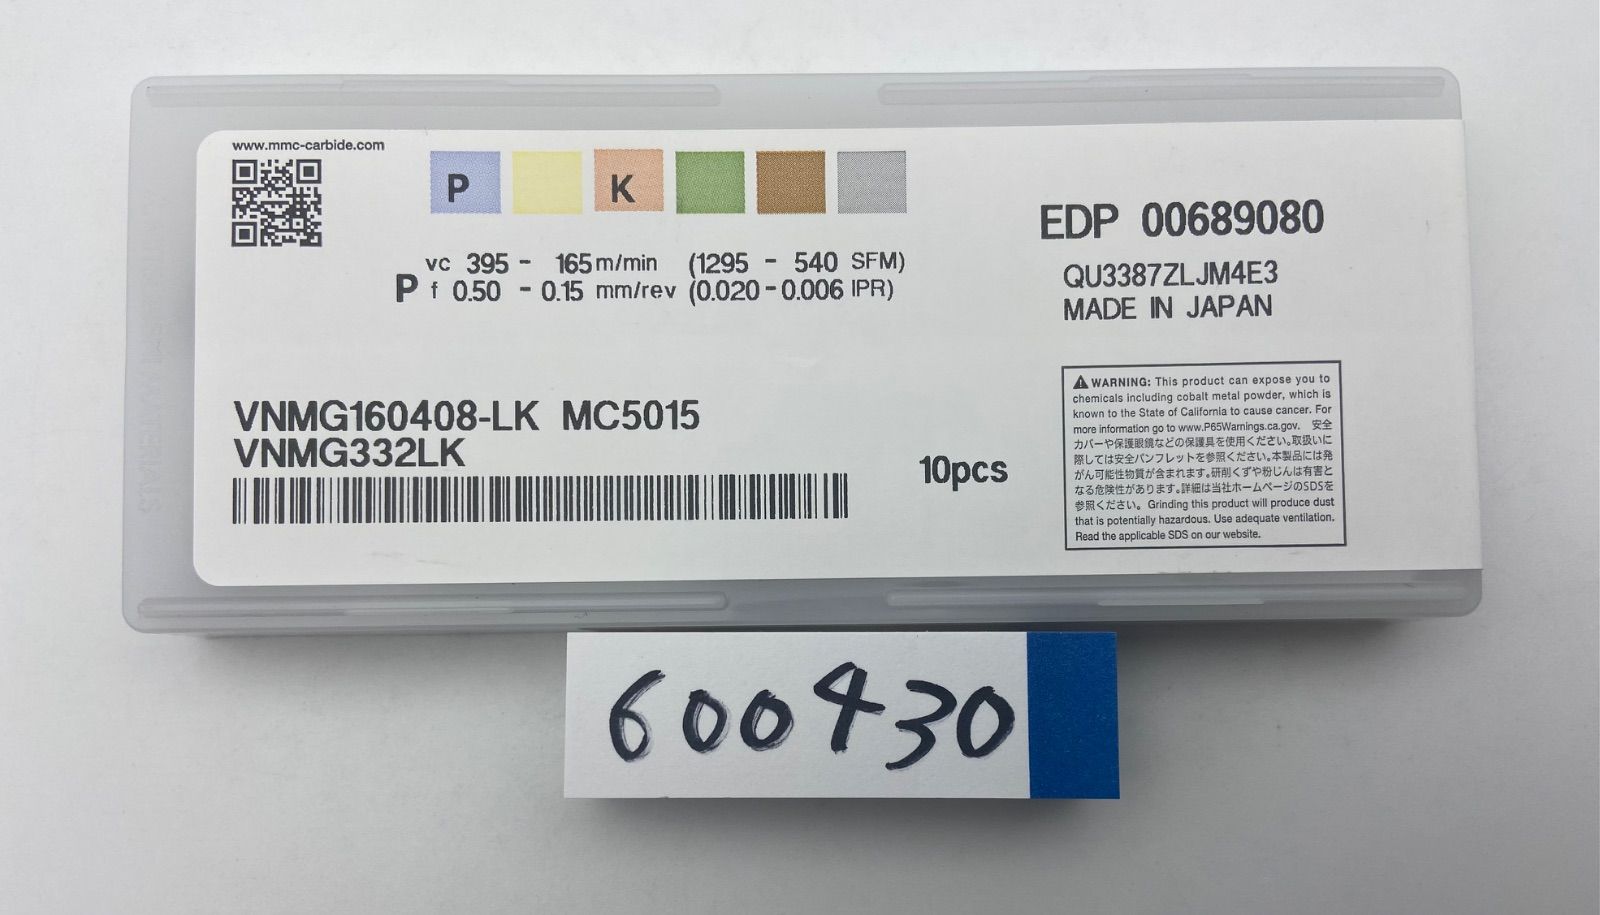 www.mmc-carbide.com
P K
P vc 395 - 165 m/min (1295 - 540 SFM)
f 0.50 - 0.15 mm/rev (0.020 - 0.006 IPR)
EDP 00689080
QU3387ZLJM4E3
MADE IN JAPAN
VNMG160408-LK MC5015
VNMG332LK
10pcs
WARNING: This product can expose you to
chemicals including cobalt metal powder, which is
known to the State of California to cause cancer. For
more information go to www.P65Warnings.ca.gov. 安全
カバーや保護眼鏡などの保護具を使用ください。取扱いに
際しては安全パンフレットを参照ください。本製品には発
がん可能性物質が含まれます。研削くずや粉じんは有害と
なる危険性があります。詳細は当社ホームページのSDSを
参照ください。 Grinding this product will produce dust
that is potentially hazardous. Use adequate ventilation.
Read the applicable SDS on our website.
600430